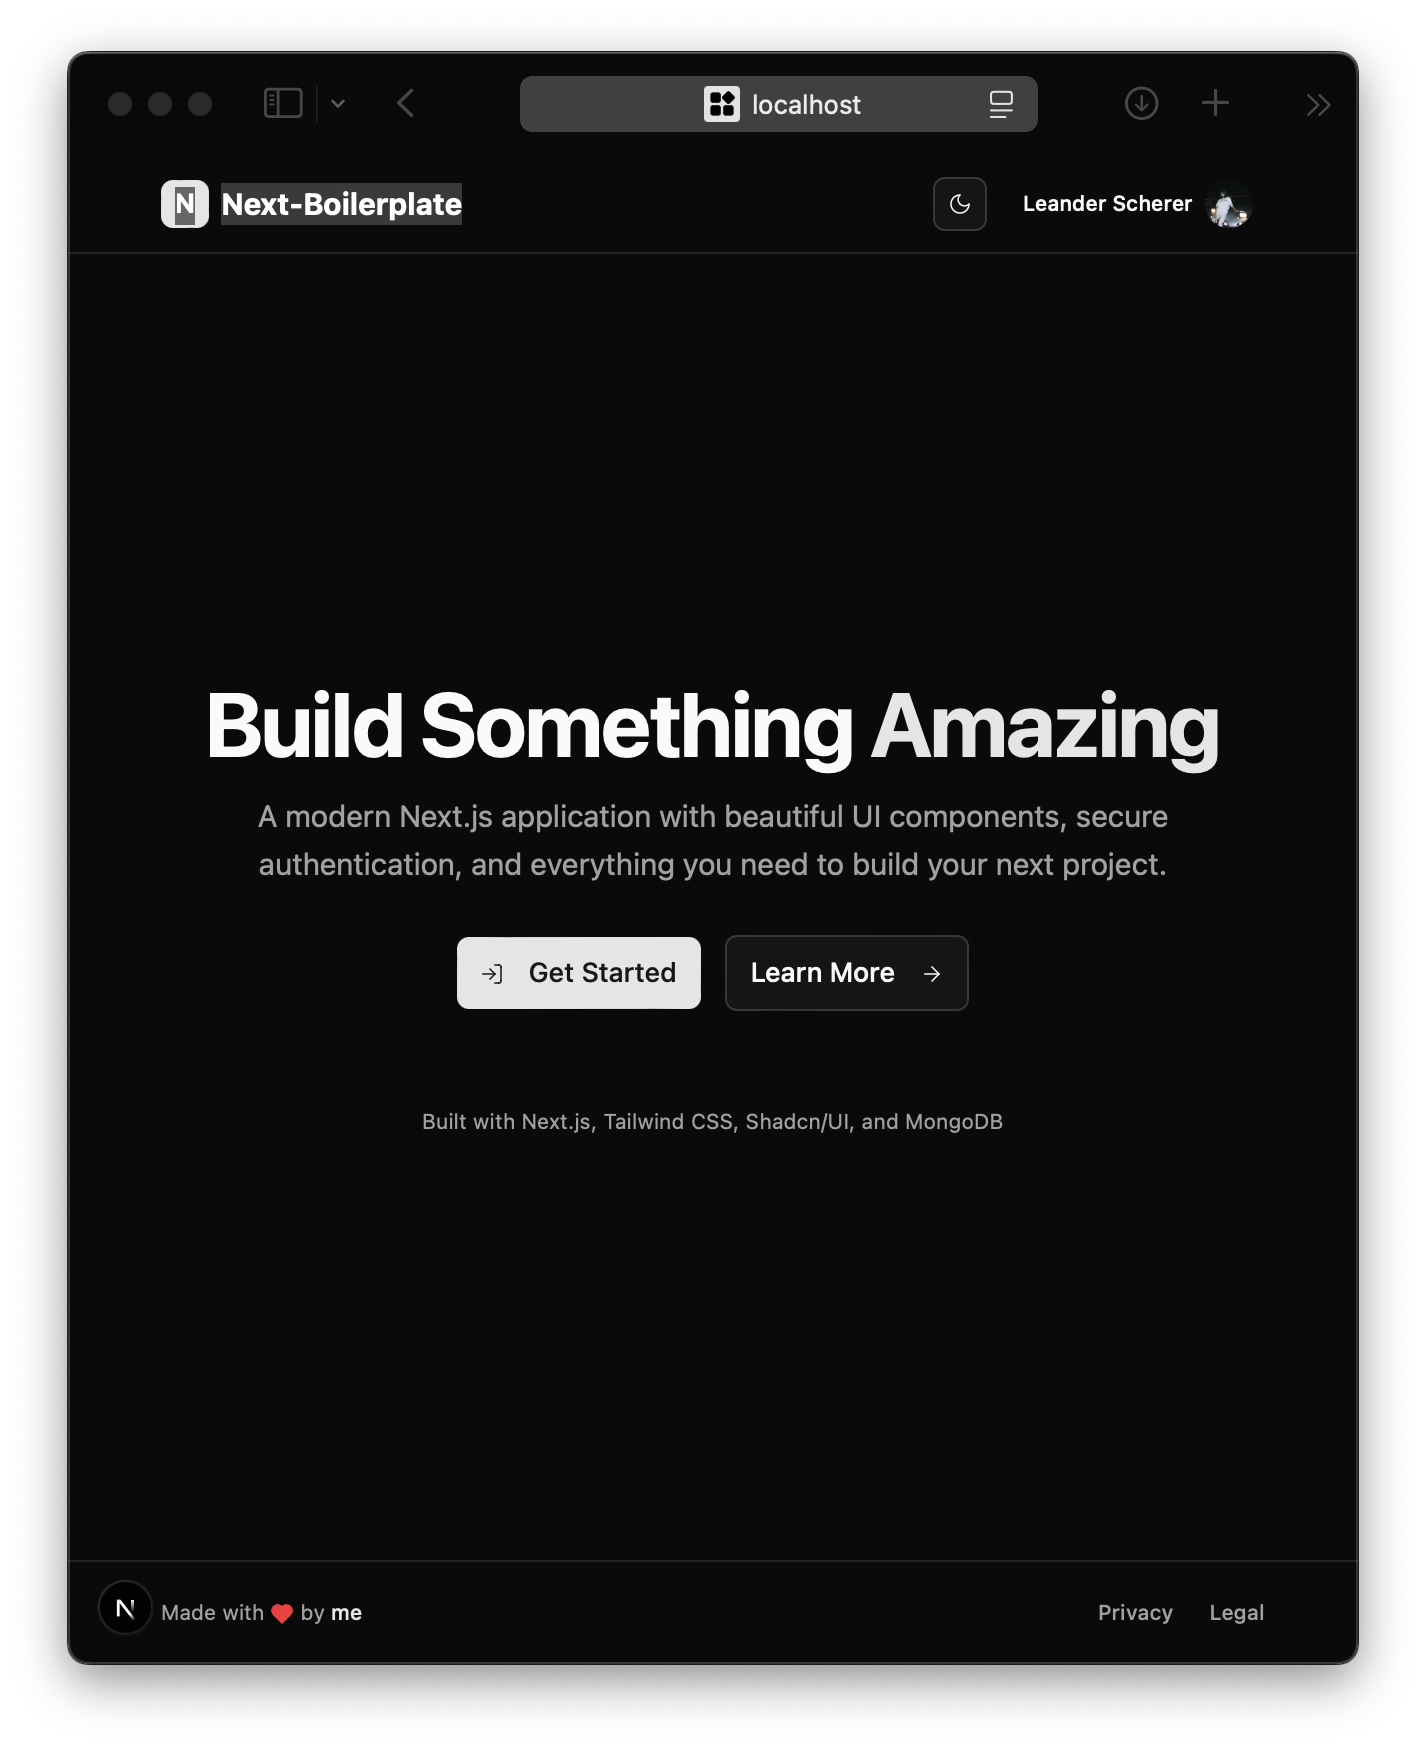 localhost
N Next-Boilerplate
Leander Scherer
Build Something Amazing
A modern Next.js application with beautiful UI components, secure
authentication, and everything you need to build your next project.
Get Started
Learn More
Built with Next.js, Tailwind CSS, Shadcn/UI, and MongoDB
N
Made with ❤️ by me
Privacy
Legal